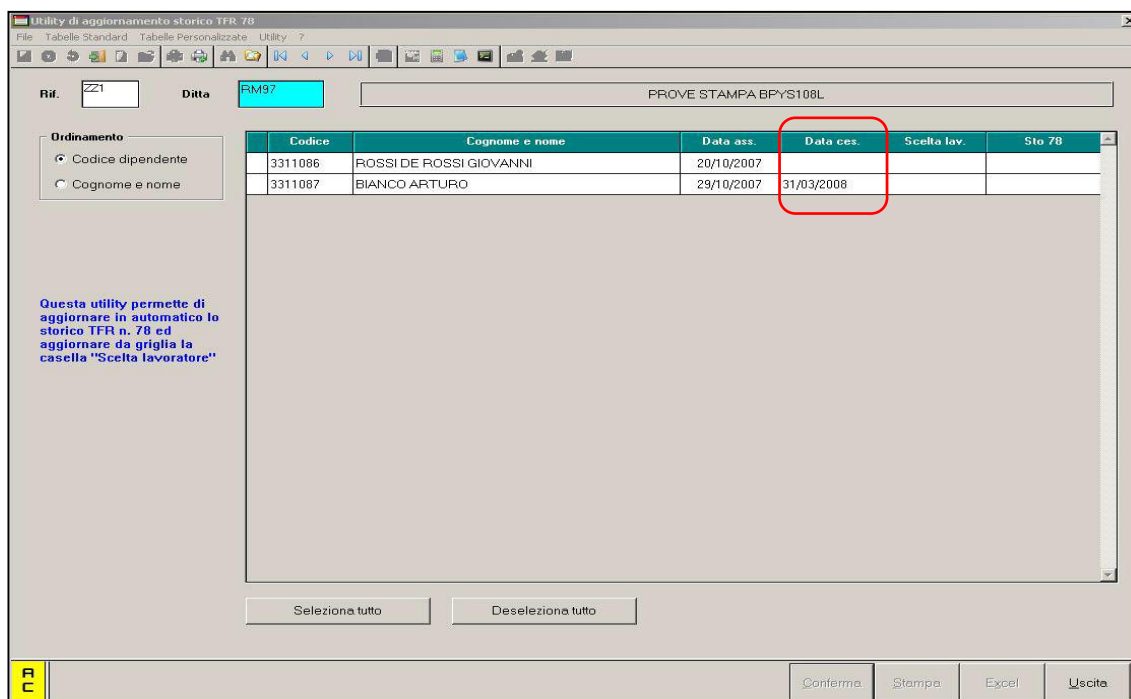 Utility di aggiornamento storico TFR 78
File Tabelle Standard Tabelle Personalizzate Utility ?
Rif. ZZ1 Ditta RM97 PROVE STAMPA BPYS108L
Ordinamento
Codice dipendente
Cognome e nome
Codice Cognome e nome Data ass. Data ces. Scelta lav. Sto 78
3311086 ROSSI DE ROSSI GIOVANNI 20/10/2007
3311087 BIANCO ARTURO 29/10/2007 31/03/2008
Questa utility permette di
aggiornare in automatico lo
storico TFR n. 78 ed
aggiornare da griglia la
casella "Scelta lavoratore"
Seleziona tutto Deseleziona tutto
AC
Conferma Stampa Excel Uscita